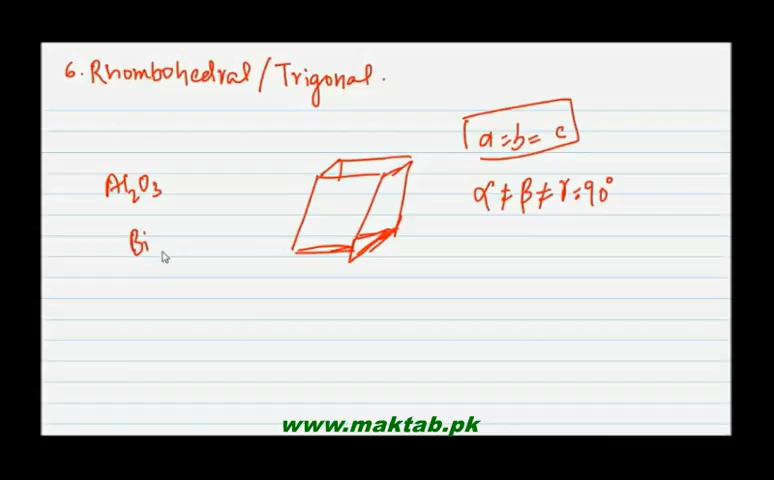 6. Rhombohedral / Trigonal.
a = b = c
Al2O3
α ≠ β ≠ γ = 90°
Bi
www.maktab.pk